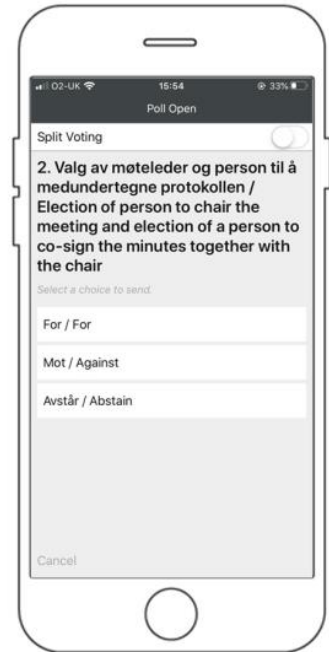 O2-UK 15:54 33%
Poll Open
Split Voting
2. Valg av møteleder og person til å
medundertegne protokollen /
Election of person to chair the
meeting and election of a person to
co-sign the minutes together with
the chair
Select a choice to send.
For / For
Mot / Against
Avstår / Abstain
Cancel